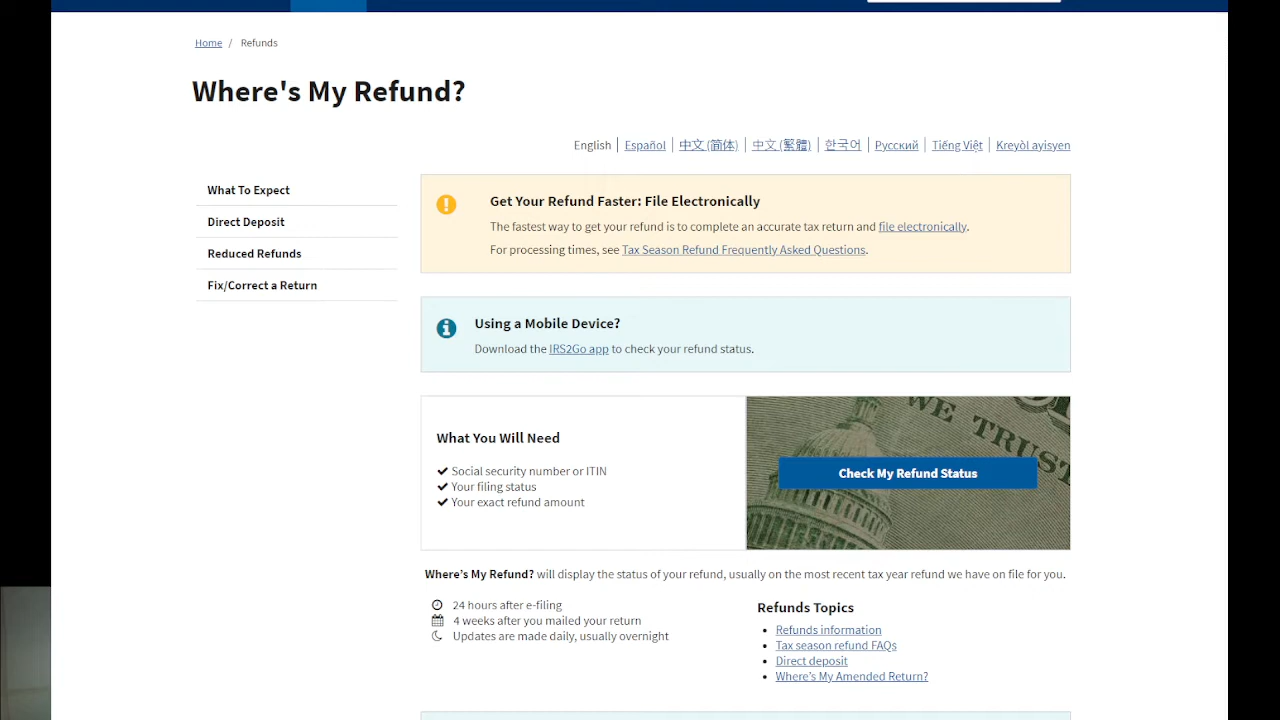 Home / Refunds
Where's My Refund?
English | Español | 中文 (简体) | 中文 (繁體) | 한국어 | Русский | Tiếng Việt | Kreyòl ayisyen
What To Expect
Direct Deposit
Reduced Refunds
Fix/Correct a Return
Get Your Refund Faster: File Electronically
The fastest way to get your refund is to complete an accurate tax return and file electronically.
For processing times, see Tax Season Refund Frequently Asked Questions.
Using a Mobile Device?
Download the IRS2Go app to check your refund status.
What You Will Need
Social security number or ITIN
Your filing status
Your exact refund amount
WE TRUST
Check My Refund Status
Where's My Refund? will display the status of your refund, usually on the most recent tax year refund we have on file for you.
24 hours after e-filing
4 weeks after you mailed your return
Updates are made daily, usually overnight
Refunds Topics
Refunds information
Tax season refund FAQs
Direct deposit
Where's My Amended Return?